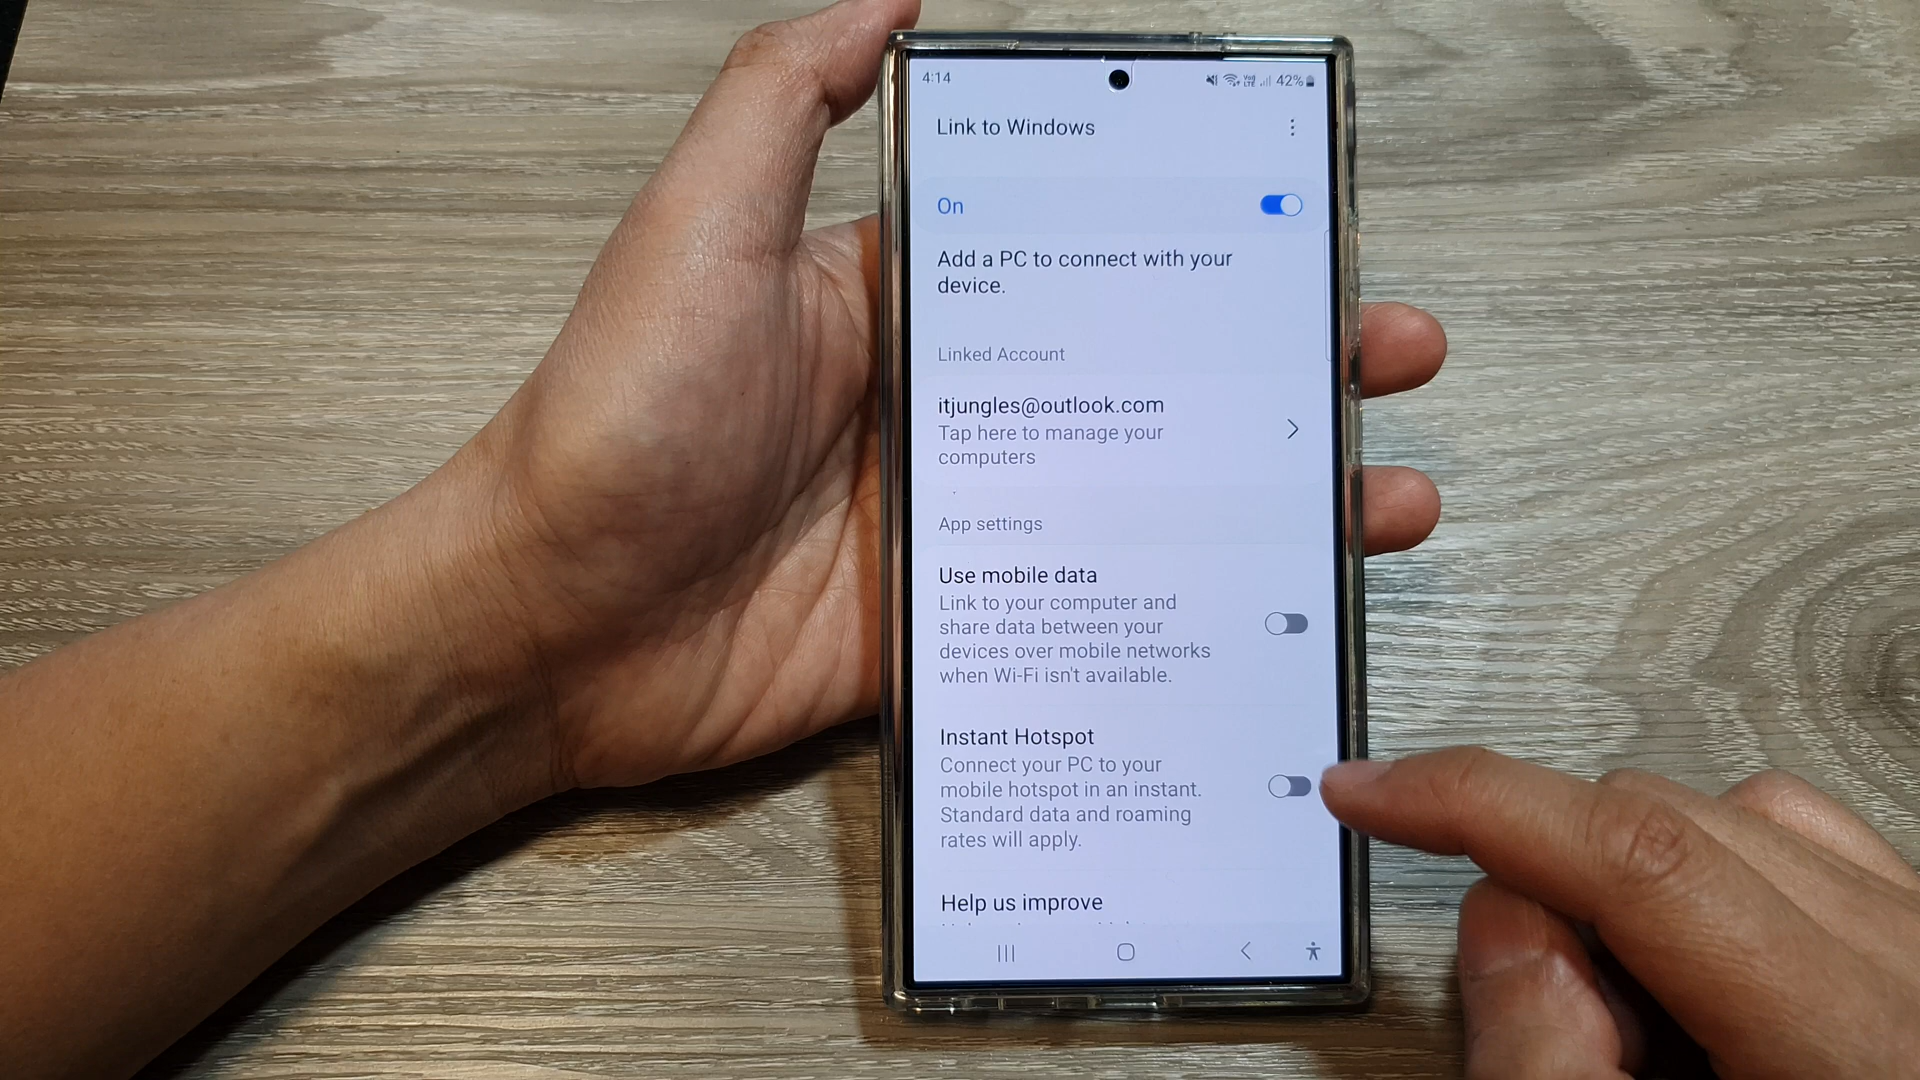 4:14
Vo)) LTE 42%
Link to Windows
On
Add a PC to connect with your
device.
Linked Account
itjungles@outlook.com
Tap here to manage your
computers
App settings
Use mobile data
Link to your computer and
share data between your
devices over mobile networks
when Wi-Fi isn't available.
Instant Hotspot
Connect your PC to your
mobile hotspot in an instant.
Standard data and roaming
rates will apply.
Help us improve